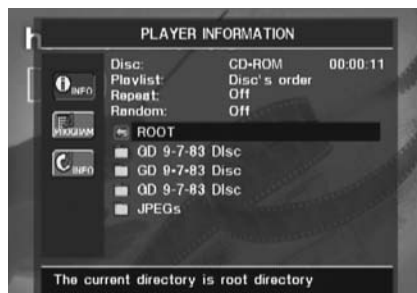 h
PLAYER INFORMATION
Disc: CD-ROM 00:00:11
Playlist: Disc's order
Repeat: Off
Random: Off
INFO
PROGRAM
INFO
ROOT
GD 9-7-83 Disc
GD 9-7-83 Disc
GD 9-7-83 Disc
JPEGs
The current directory is root directory